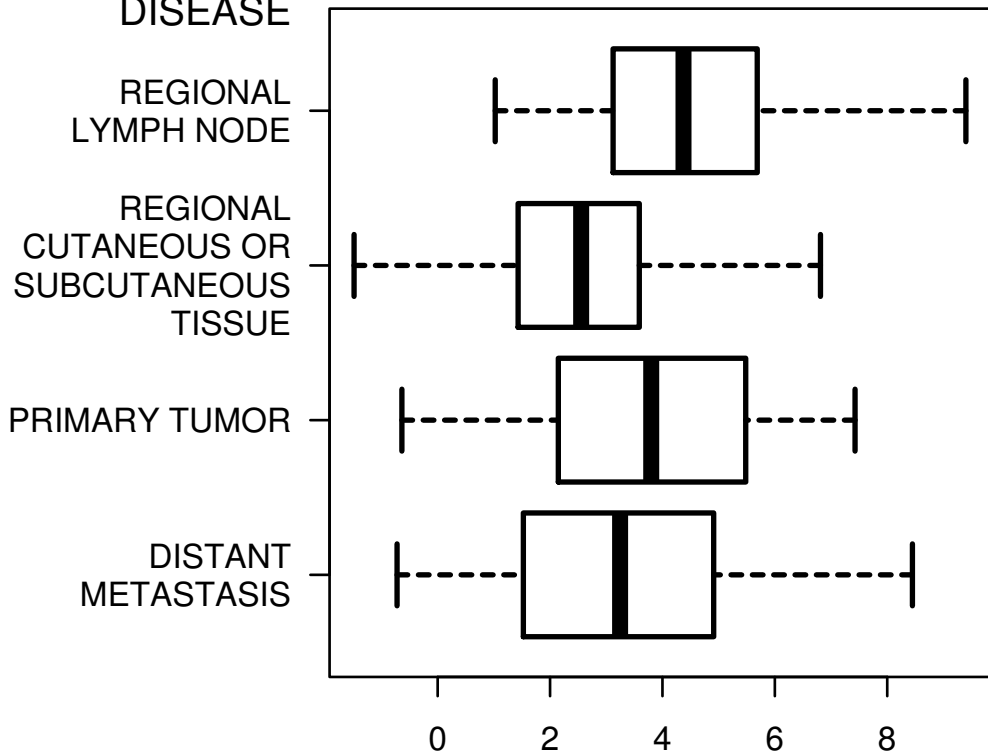 DISEASE
REGIONAL
LYMPH NODE
REGIONAL
CUTANEOUS OR
SUBCUTANEOUS
TISSUE
PRIMARY TUMOR
DISTANT
METASTASIS
0 2 4 6 8